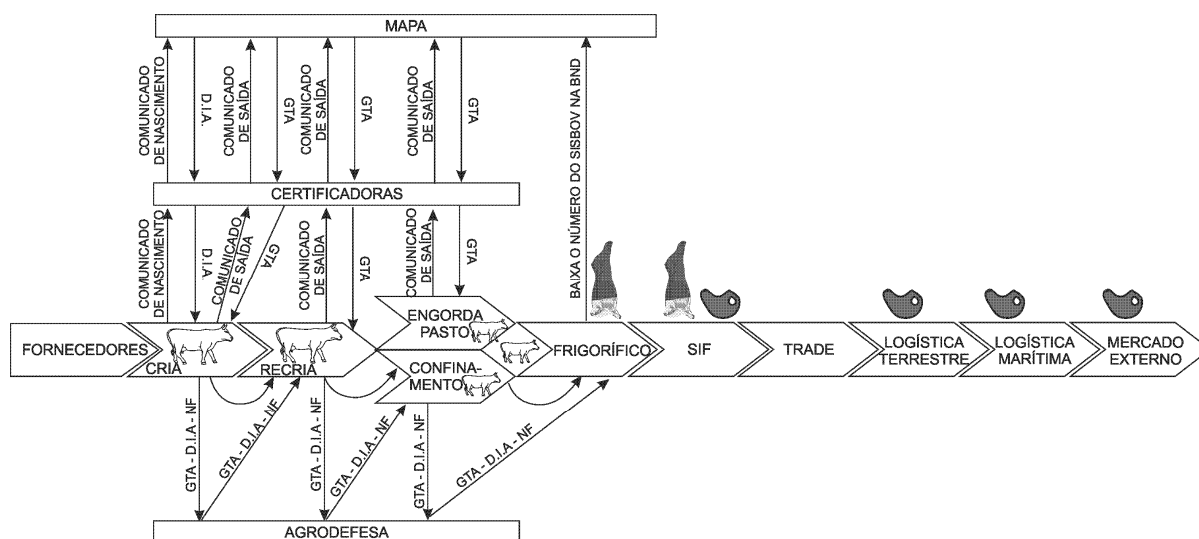 MAPA
COMUNICADO
DE NASCIMENTO
D.I.A.
COMUNICADO
DE SAÍDA
GTA
COMUNICADO
DE SAÍDA
GTA
COMUNICADO
DE SAÍDA
GTA
BAIXA O NÚMERO DO SISBOV NA BND
CERTIFICADORAS
COMUNICADO
DE NASCIMENTO
D.I.A.
COMUNICADO
DE SAÍDA
GTA
COMUNICADO
DE SAÍDA
GTA
COMUNICADO
DE SAÍDA
GTA
FORNECEDORES
CRIA
RECRIA
ENGORDA
PASTO
CONFINA-
MENTO
FRIGORÍFICO
SIF
TRADE
LOGÍSTICA
TERRESTRE
LOGÍSTICA
MARÍTIMA
MERCADO
EXTERNO
GTA - D.I.A - NF
GTA - D.I.A - NF
GTA - D.I.A - NF
GTA - D.I.A - NF
GTA - D.I.A - NF
GTA - D.I.A - NF
AGRODEFESA